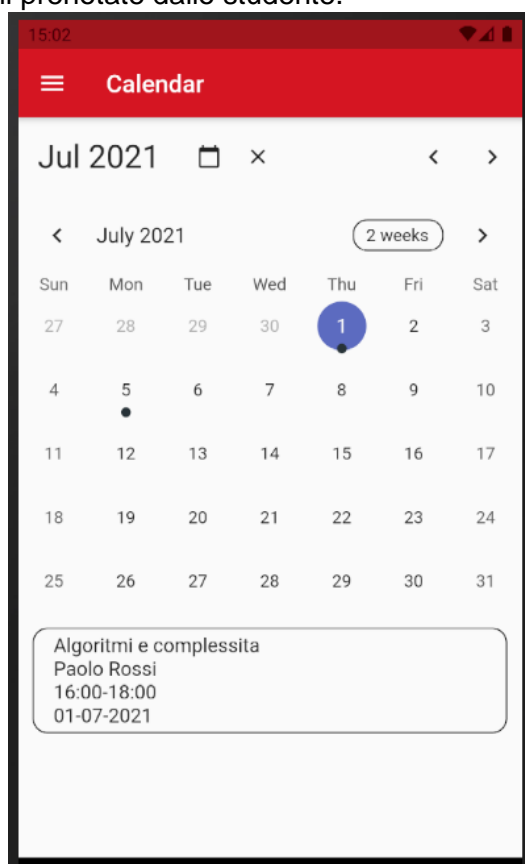 prenotate dallo studente.
15:02
Calendar
Jul 2021
July 2021 2 weeks
Sun Mon Tue Wed Thu Fri Sat
27 28 29 30 1 2 3
4 5 6 7 8 9 10
11 12 13 14 15 16 17
18 19 20 21 22 23 24
25 26 27 28 29 30 31
Algoritmi e complessita
Paolo Rossi
16:00-18:00
01-07-2021